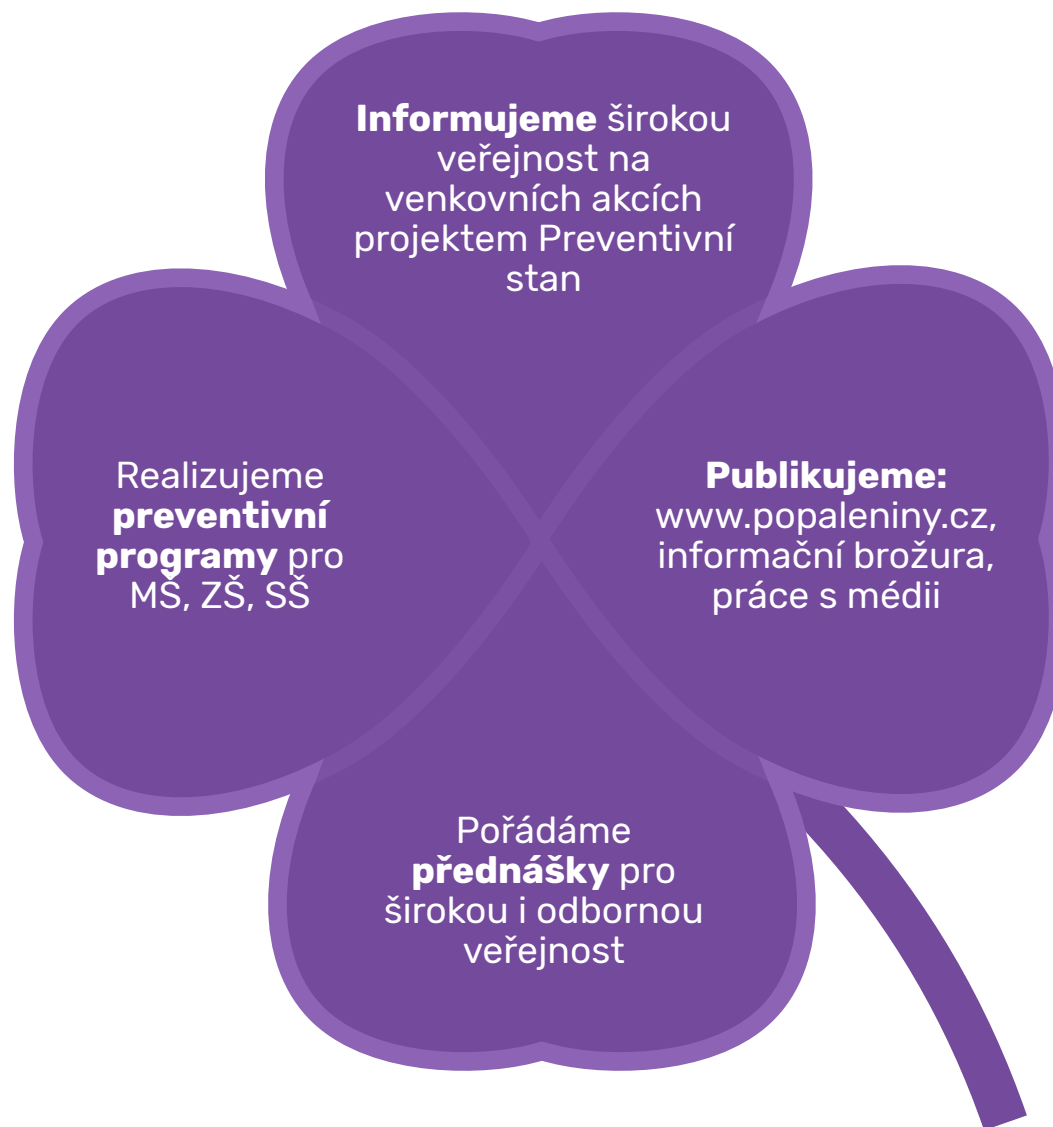 Informujeme širokou
veřejnost na
venkovních akcích
projektem Preventivní
stan
Realizujeme
preventivní
programy pro
MŠ, ZŠ, SŠ
Publikujeme:
www.popaleniny.cz,
informační brožura,
práce s médii
Pořádáme
přednášky pro
širokou i odbornou
veřejnost